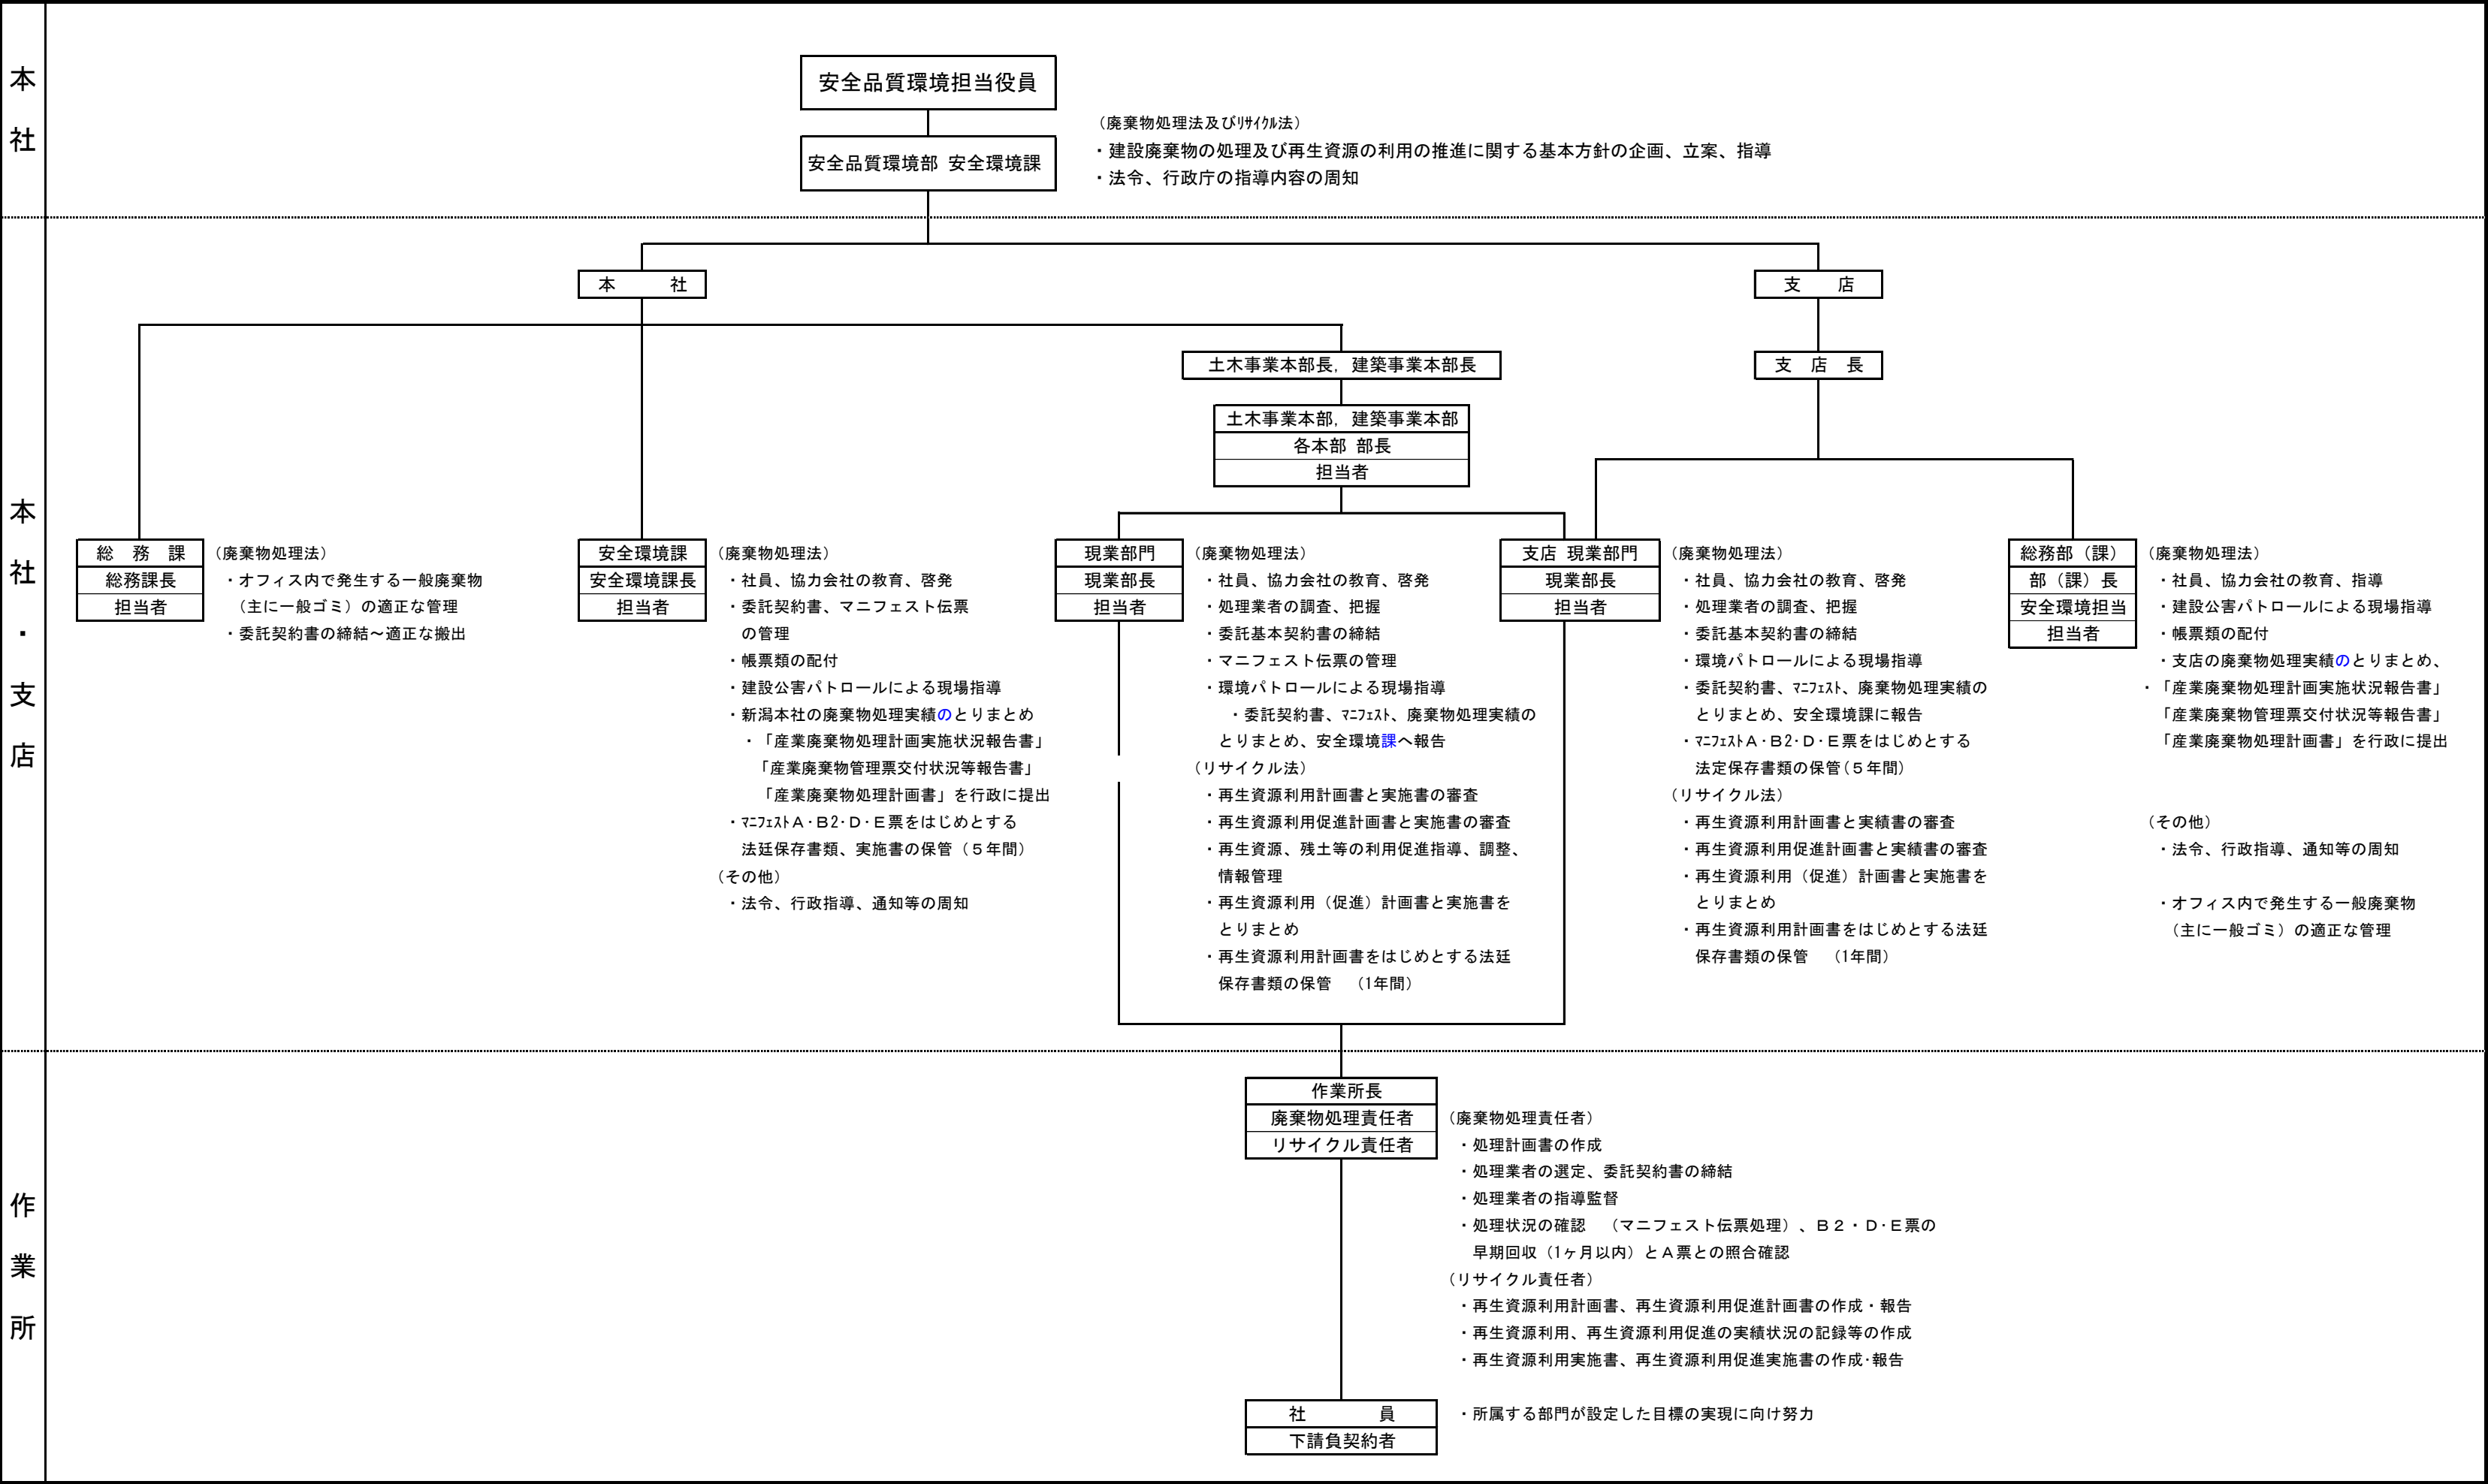 本
社
安全品質環境担当役員
安全品質環境部 安全環境課
（廃棄物処理法及びﾘｻｲｸﾙ法）
・建設廃棄物の処理及び再生資源の利用の推進に関する基本方針の企画、立案、指導
・法令、行政庁の指導内容の周知
本
社
・
支
店
本　　　社
支　　店
土木事業本部長，建築事業本部長
支　店　長
土木事業本部，建築事業本部
各本部 部長
担当者
総　務　課
総務課長
担当者
（廃棄物処理法）
・オフィス内で発生する一般廃棄物
（主に一般ゴミ）の適正な管理
・委託契約書の締結～適正な搬出
安全環境課
安全環境課長
担当者
（廃棄物処理法）
・社員、協力会社の教育、啓発
・委託契約書、マニフェスト伝票
の管理
・帳票類の配付
・建設公害パトロールによる現場指導
・新潟本社の廃棄物処理実績のとりまとめ
・「産業廃棄物処理計画実施状況報告書」
「産業廃棄物管理票交付状況等報告書」
「産業廃棄物処理計画書」を行政に提出
・ﾏﾆﾌｪｽﾄＡ･Ｂ2･Ｄ･Ｅ票をはじめとする
法廷保存書類、実施書の保管（５年間）
（その他）
・法令、行政指導、通知等の周知
現業部門
現業部長
担当者
（廃棄物処理法）
・社員、協力会社の教育、啓発
・処理業者の調査、把握
・委託基本契約書の締結
・マニフェスト伝票の管理
・環境パトロールによる現場指導
・委託契約書、ﾏﾆﾌｪｽﾄ、廃棄物処理実績の
とりまとめ、安全環境課へ報告
（リサイクル法）
・再生資源利用計画書と実施書の審査
・再生資源利用促進計画書と実施書の審査
・再生資源、残土等の利用促進指導、調整、
情報管理
・再生資源利用（促進）計画書と実施書を
とりまとめ
・再生資源利用計画書をはじめとする法廷
保存書類の保管　（1年間）
支店 現業部門
現業部長
担当者
（廃棄物処理法）
・社員、協力会社の教育、啓発
・処理業者の調査、把握
・委託基本契約書の締結
・環境パトロールによる現場指導
・委託契約書、ﾏﾆﾌｪｽﾄ、廃棄物処理実績の
とりまとめ、安全環境課に報告
・ﾏﾆﾌｪｽﾄＡ･Ｂ2･Ｄ･Ｅ票をはじめとする
法定保存書類の保管(５年間)
（リサイクル法）
・再生資源利用計画書と実績書の審査
・再生資源利用促進計画書と実績書の審査
・再生資源利用（促進）計画書と実施書を
とりまとめ
・再生資源利用計画書をはじめとする法廷
保存書類の保管　（1年間）
総務部（課）
部（課）長
安全環境担当
担当者
（廃棄物処理法）
・社員、協力会社の教育、指導
・建設公害パトロールによる現場指導
・帳票類の配付
・支店の廃棄物処理実績のとりまとめ、
・「産業廃棄物処理計画実施状況報告書」
「産業廃棄物管理票交付状況等報告書」
「産業廃棄物処理計画書」を行政に提出
（その他）
・法令、行政指導、通知等の周知
・オフィス内で発生する一般廃棄物
（主に一般ゴミ）の適正な管理
作
業
所
作業所長
廃棄物処理責任者
リサイクル責任者
（廃棄物処理責任者）
・処理計画書の作成
・処理業者の選定、委託契約書の締結
・処理業者の指導監督
・処理状況の確認　（マニフェスト伝票処理）、Ｂ２・Ｄ･Ｅ票の
早期回収（1ヶ月以内）とＡ票との照合確認
（リサイクル責任者）
・再生資源利用計画書、再生資源利用促進計画書の作成・報告
・再生資源利用、再生資源利用促進の実績状況の記録等の作成
・再生資源利用実施書、再生資源利用促進実施書の作成･報告
社　　　　員
下請負契約者
・所属する部門が設定した目標の実現に向け努力